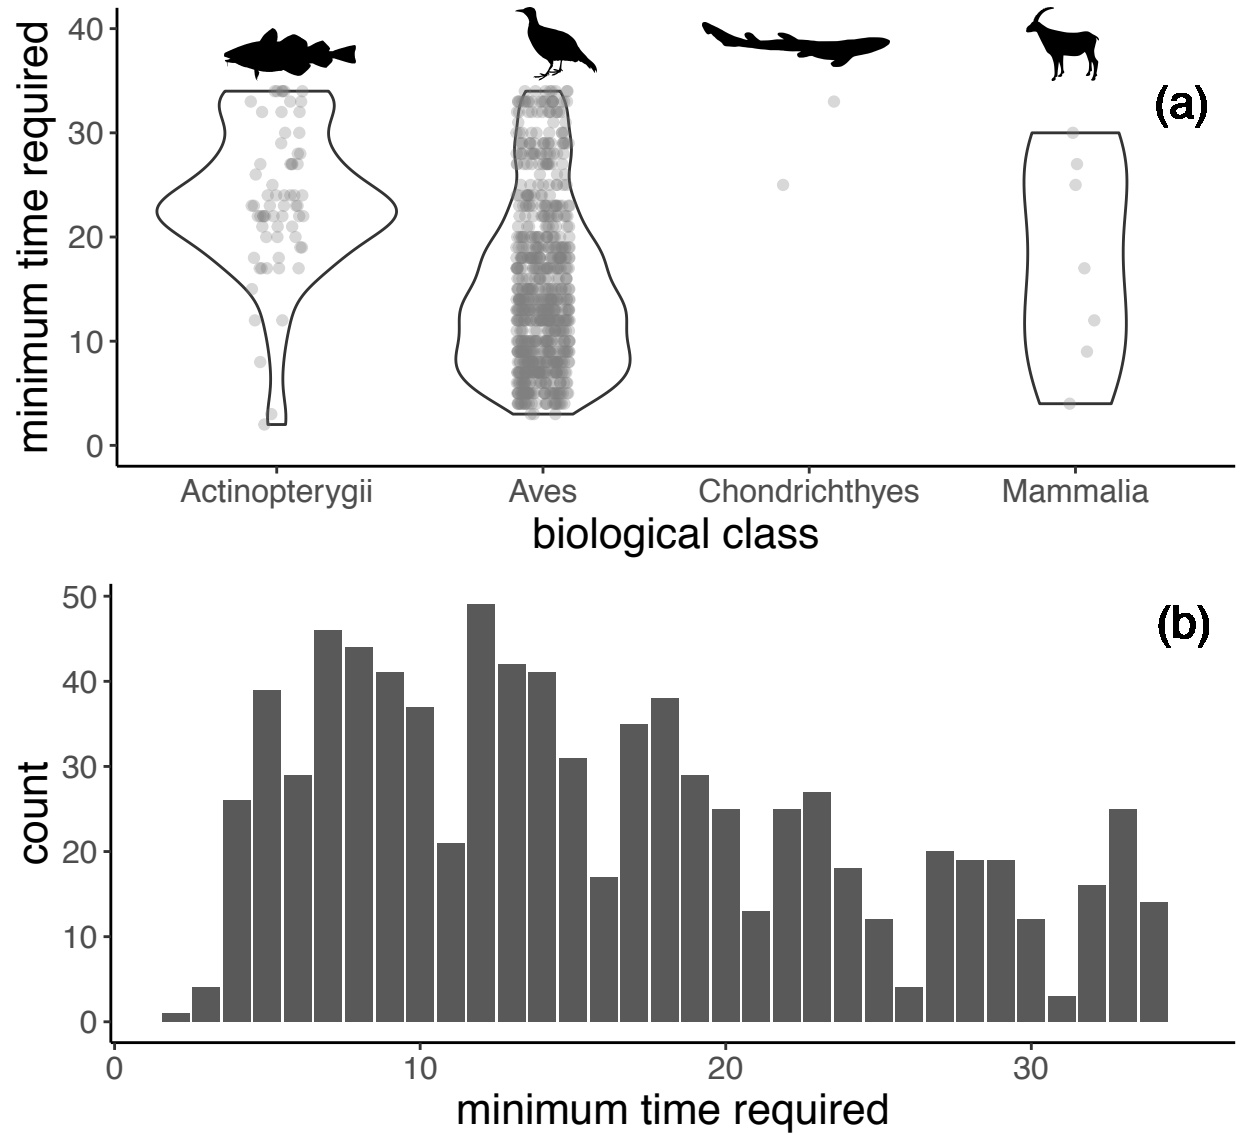 40
30
20
10
0
minimum time required
(a)
Actinopterygii Aves Chondrichthyes Mammalia
biological class
50
40
30
20
10
0
count
(b)
0 10 20 30
minimum time required